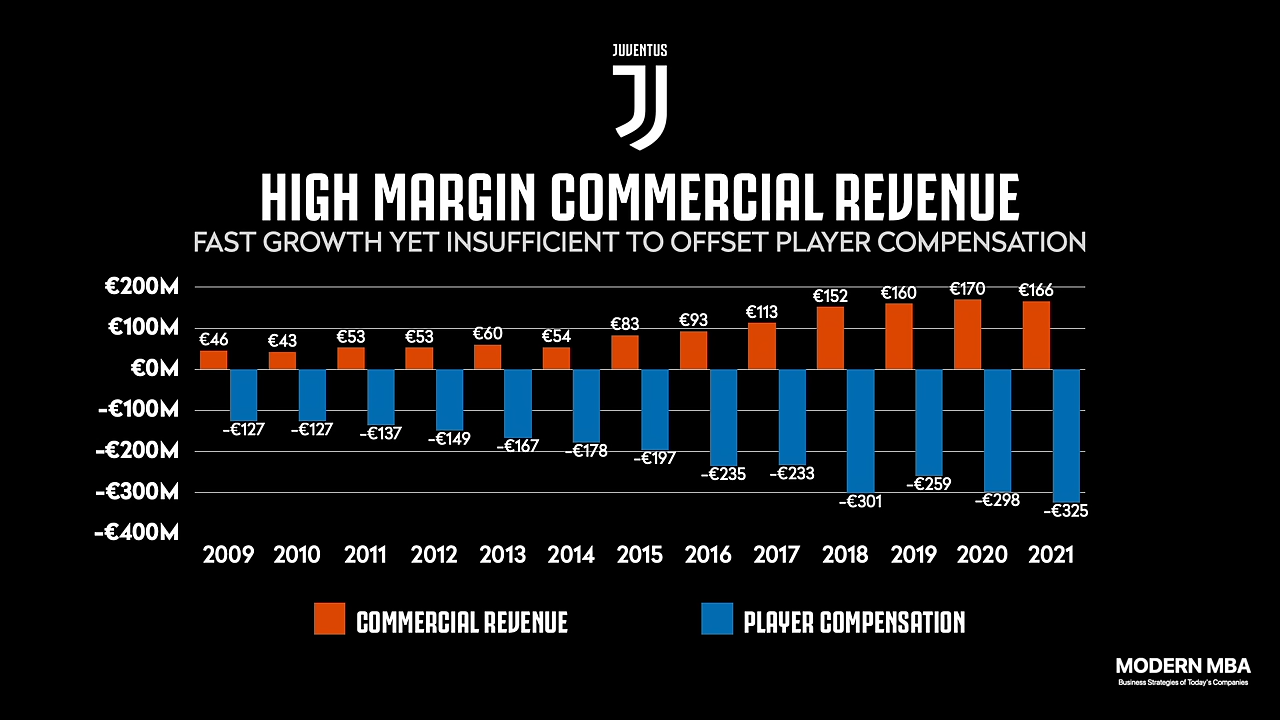 JUVENTUS
HIGH MARGIN COMMERCIAL REVENUE
FAST GROWTH YET INSUFFICIENT TO OFFSET PLAYER COMPENSATION
€200M
€100M
€0M
-€100M
-€200M
-€300M
-€400M
€46 €43 €53 €53 €60 €54 €83 €93 €113 €152 €160 €170 €166
-€127 -€127 -€137 -€149 -€167 -€178 -€197 -€235 -€233 -€301 -€259 -€298 -€325
2009 2010 2011 2012 2013 2014 2015 2016 2017 2018 2019 2020 2021
COMMERCIAL REVENUE PLAYER COMPENSATION
MODERN MBA
Business Strategies of Today's Companies